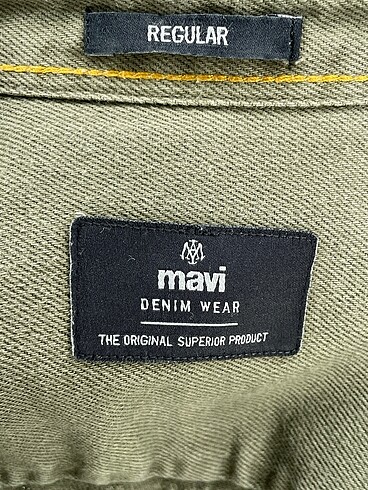 REGULAR
mavi
DENIM WEAR
THE ORIGINAL SUPERIOR PRODUCT